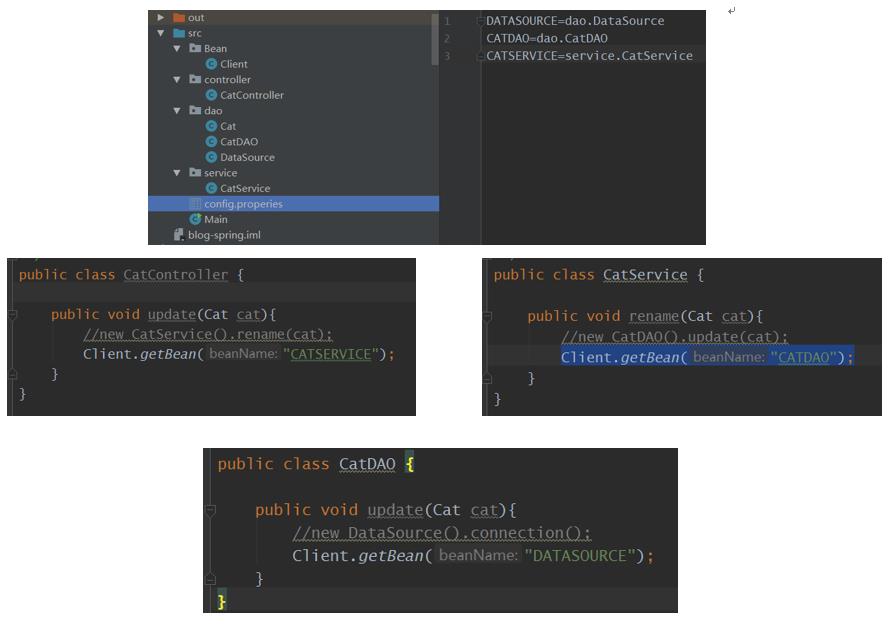 out
src
Bean
Client
controller
CatController
dao
Cat
CatDAO
DataSource
service
CatService
config.properies
Main
blog-spring.iml
1 DATASOURCE=dao.DataSource
2 CATDAO=dao.CatDAO
3 CATSERVICE=service.CatService
public class CatController {
public void update(Cat cat){
//new CatService().rename(cat);
Client.getBean( beanName: "CATSERVICE");
}
}
public class CatService {
public void rename(Cat cat){
//new CatDAO().update(cat);
Client.getBean( beanName: "CATDAO");
}
}
public class CatDAO {
public void update(Cat cat){
//new DataSource().connection();
Client.getBean( beanName: "DATASOURCE");
}
}